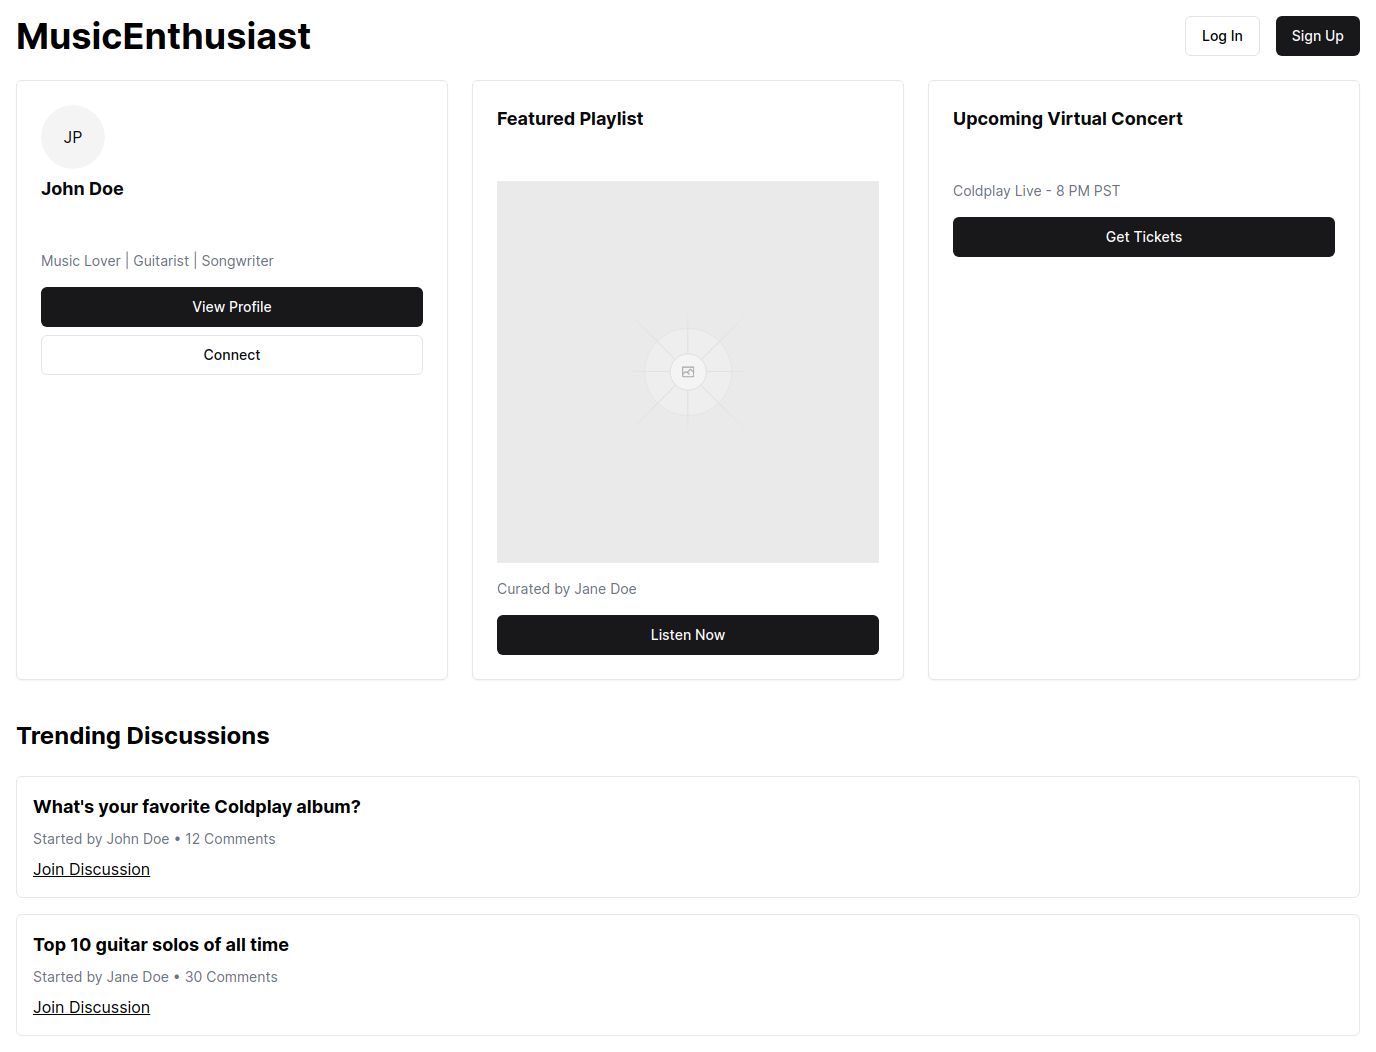 MusicEnthusiast
Log In
Sign Up
JP
John Doe
Music Lover | Guitarist | Songwriter
View Profile
Connect
Featured Playlist
Curated by Jane Doe
Listen Now
Upcoming Virtual Concert
Coldplay Live - 8 PM PST
Get Tickets
Trending Discussions
What's your favorite Coldplay album?
Started by John Doe • 12 Comments
Join Discussion
Top 10 guitar solos of all time
Started by Jane Doe • 30 Comments
Join Discussion